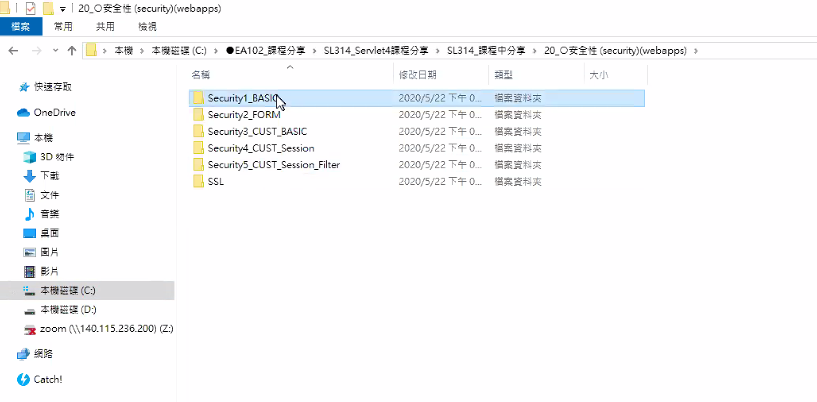 20_○安全性 (security)(webapps)
檔案 常用 共用 檢視
本機 > 本機磁碟 (C:) > ●EA102_課程分享 > SL314_Servlet4課程分享 > SL314_課程中分享 > 20_○安全性 (security)(webapps) >
名稱 修改日期 類型 大小
快速存取
OneDrive
本機
3D 物件
下載
文件
音樂
桌面
圖片
影片
本機磁碟 (C:)
本機磁碟 (D:)
zoom (\\140.115.236.200) (Z:)
網路
Catch!
Security1_BASIC 2020/5/22 下午 0... 檔案資料夾
Security2_FORM 2020/5/22 下午 0... 檔案資料夾
Security3_CUST_BASIC 2020/5/22 下午 0... 檔案資料夾
Security4_CUST_Session 2020/5/22 下午 0... 檔案資料夾
Security5_CUST_Session_Filter 2020/5/22 下午 0... 檔案資料夾
SSL 2020/5/22 下午 0... 檔案資料夾